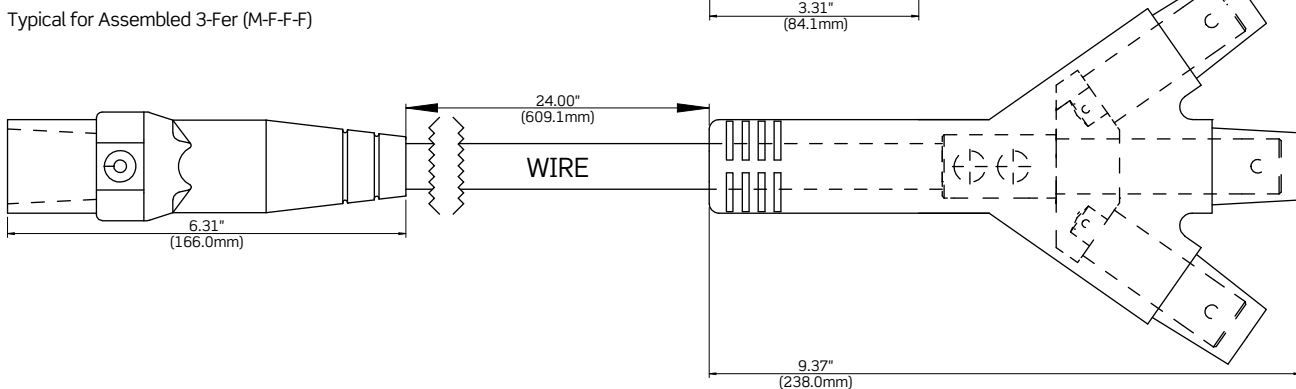 3.31"
(84.1mm)
Typical for Assembled 3-Fer (M-F-F-F)
24.00"
(609.1mm)
WIRE
6.31"
(166.0mm)
9.37"
(238.0mm)